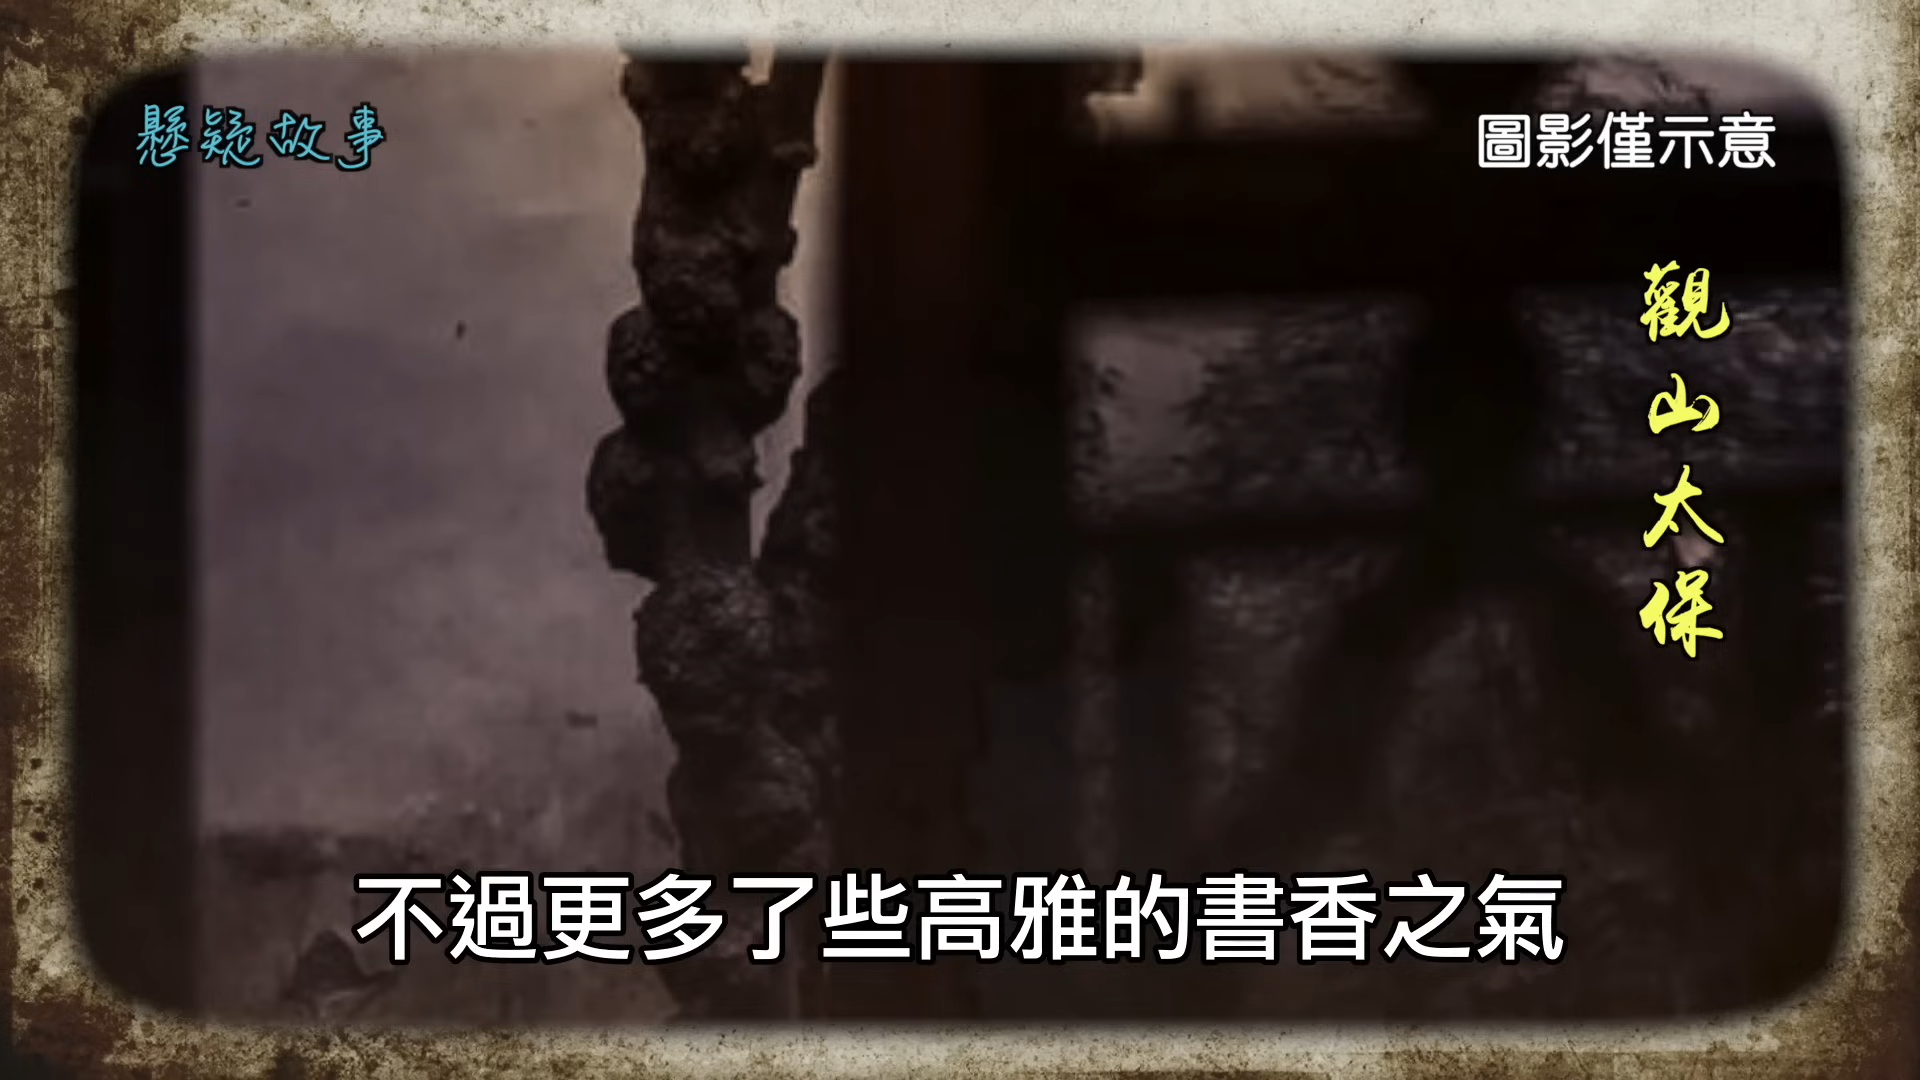 懸疑故事
圖影僅示意
觀山太保
不過更多了些高雅的書香之氣